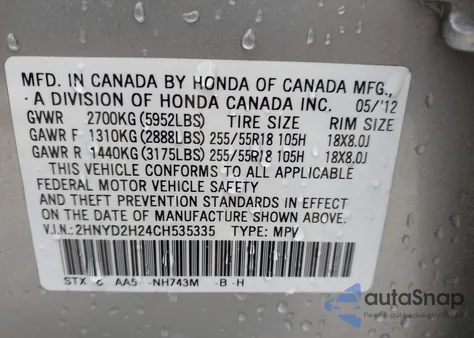 MFD. IN CANADA BY HONDA OF CANADA MFG.,
A DIVISION OF HONDA CANADA INC. 05/'12
GVWR 2700KG(5952LBS) TIRE SIZE RIM SIZE
GAWR F 1310KG(2888LBS) 255/55R18 105H 18X8.0J
GAWR R 1440KG(3175LBS) 255/55R18 105H 18X8.0J
THIS VEHICLE CONFORMS TO ALL APPLICABLE
FEDERAL MOTOR VEHICLE SAFETY
AND THEFT PREVENTION STANDARDS IN EFFECT
ON THE DATE OF MANUFACTURE SHOWN ABOVE.
V.I.N.:2HNYD2H24CH535335 TYPE: MPV
STX C AA5 -NH743M -B-H
autoSnap